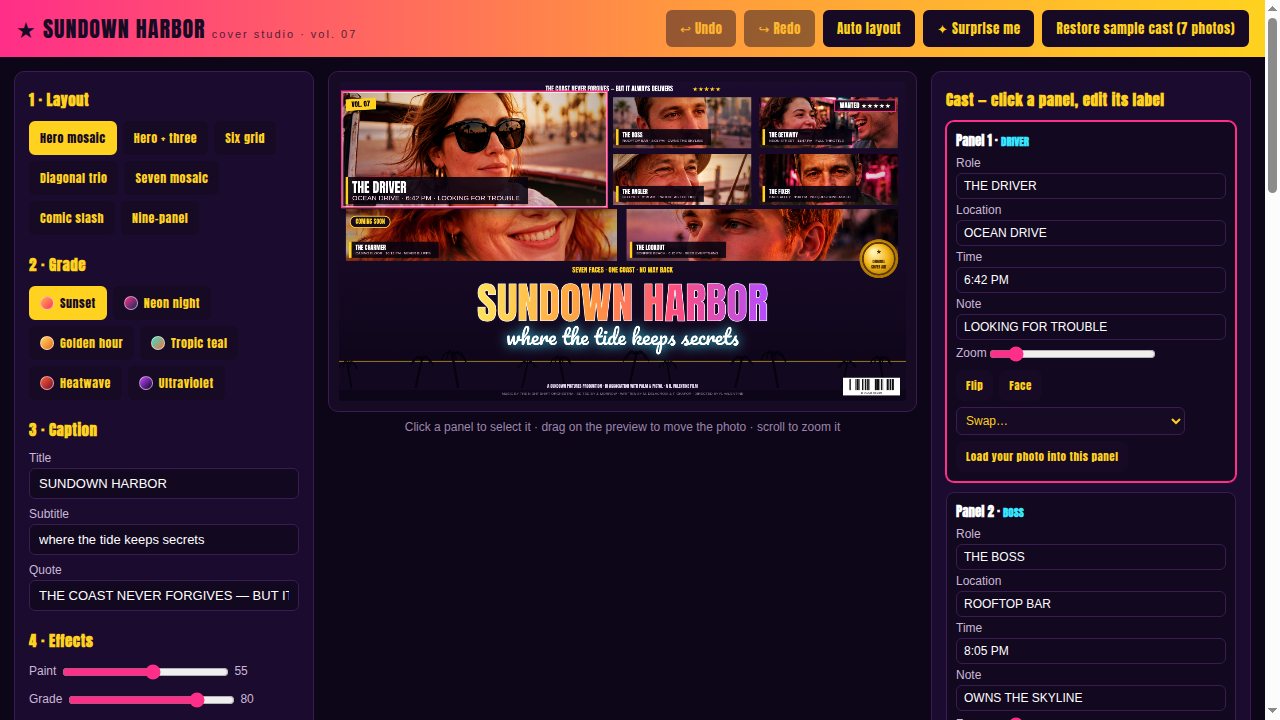 ★ SUNDOWN HARBOR cover studio · vol. 07
↩ Undo
↪ Redo
Auto layout
✦ Surprise me
Restore sample cast (7 photos)
1 · Layout
Hero mosaic
Hero + three
Six grid
Diagonal trio
Seven mosaic
Comic slash
Nine-panel
2 · Grade
Sunset
Neon night
Golden hour
Tropic teal
Heatwave
Ultraviolet
3 · Caption
Title
SUNDOWN HARBOR
Subtitle
where the tide keeps secrets
Quote
THE COAST NEVER FORGIVES — BUT IT
4 · Effects
Paint 55
Grade 80
THE COAST NEVER FORGIVES — BUT IT ALWAYS DELIVERS ★★★★★
VOL. 07
THE DRIVER
OCEAN DRIVE · 6:42 PM · LOOKING FOR TROUBLE
THE BOSS
WANTED ★★★★★
THE GETAWAY
THE ANGLER
THE FIXER
COMING SOON
THE CHARMER
THE LOOKOUT
SEVEN FACES · ONE COAST · NO WAY BACK
SUNDOWN HARBOR
where the tide keeps secrets
Click a panel to select it · drag on the preview to move the photo · scroll to zoom it
Cast — click a panel, edit its label
Panel 1 · DRIVER
Role
THE DRIVER
Location
OCEAN DRIVE
Time
6:42 PM
Note
LOOKING FOR TROUBLE
Zoom
Flip
Face
Swap…
Load your photo into this panel
Panel 2 · BOSS
Role
THE BOSS
Location
ROOFTOP BAR
Time
8:05 PM
Note
OWNS THE SKYLINE